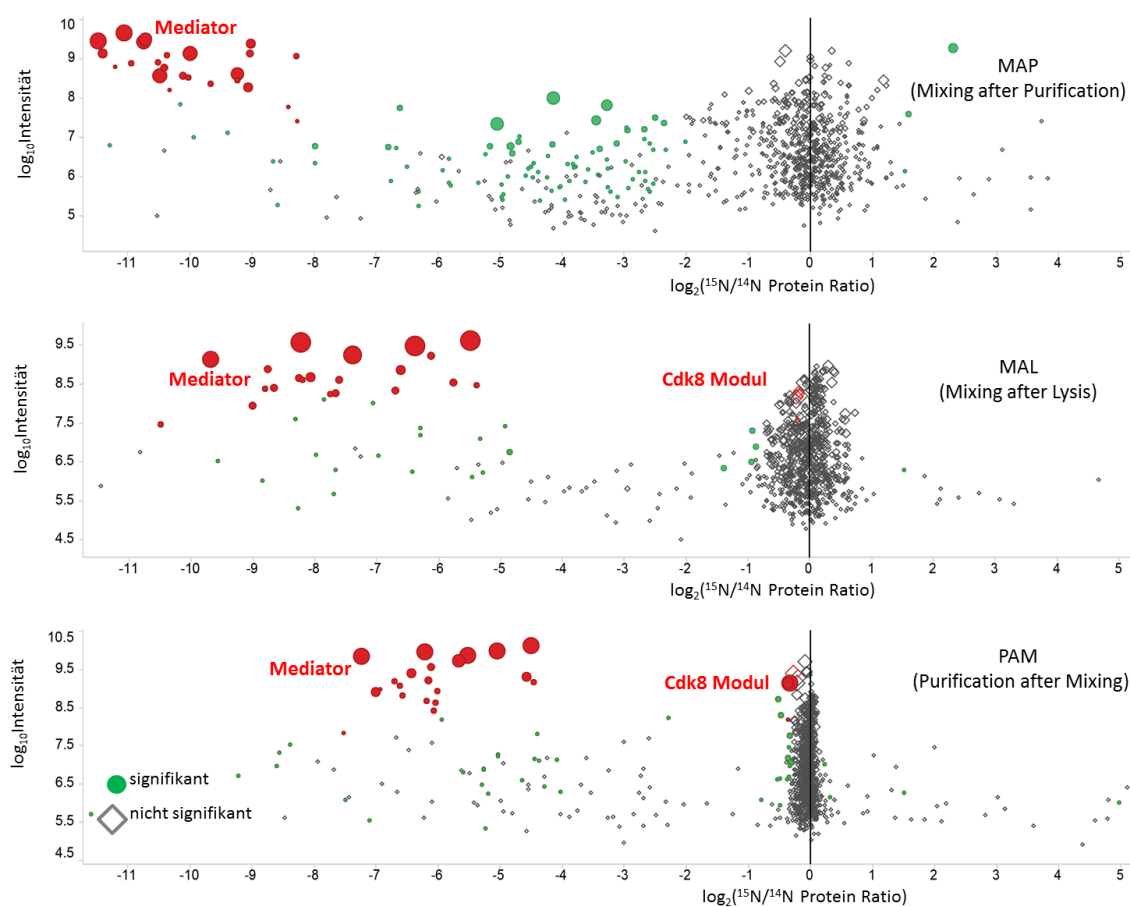 10
9
8
7
6
5
log₁₀Intensität
Mediator
MAP
(Mixing after Purification)
-11 -10 -9 -8 -7 -6 -5 -4 -3 -2 -1 0 1 2 3 4 5
log₂(¹⁵N/¹⁴N Protein Ratio)
9.5
8.5
7.5
6.5
5.5
4.5
log₁₀Intensität
Mediator
Cdk8 Modul
MAL
(Mixing after Lysis)
-11 -10 -9 -8 -7 -6 -5 -4 -3 -2 -1 0 1 2 3 4 5
log₂(¹⁵N/¹⁴N Protein Ratio)
10.5
9.5
8.5
7.5
6.5
5.5
4.5
log₁₀Intensität
Mediator
Cdk8 Modul
PAM
(Purification after Mixing)
signifikant
nicht signifikant
-11 -10 -9 -8 -7 -6 -5 -4 -3 -2 -1 0 1 2 3 4 5
log₂(¹⁵N/¹⁴N Protein Ratio)